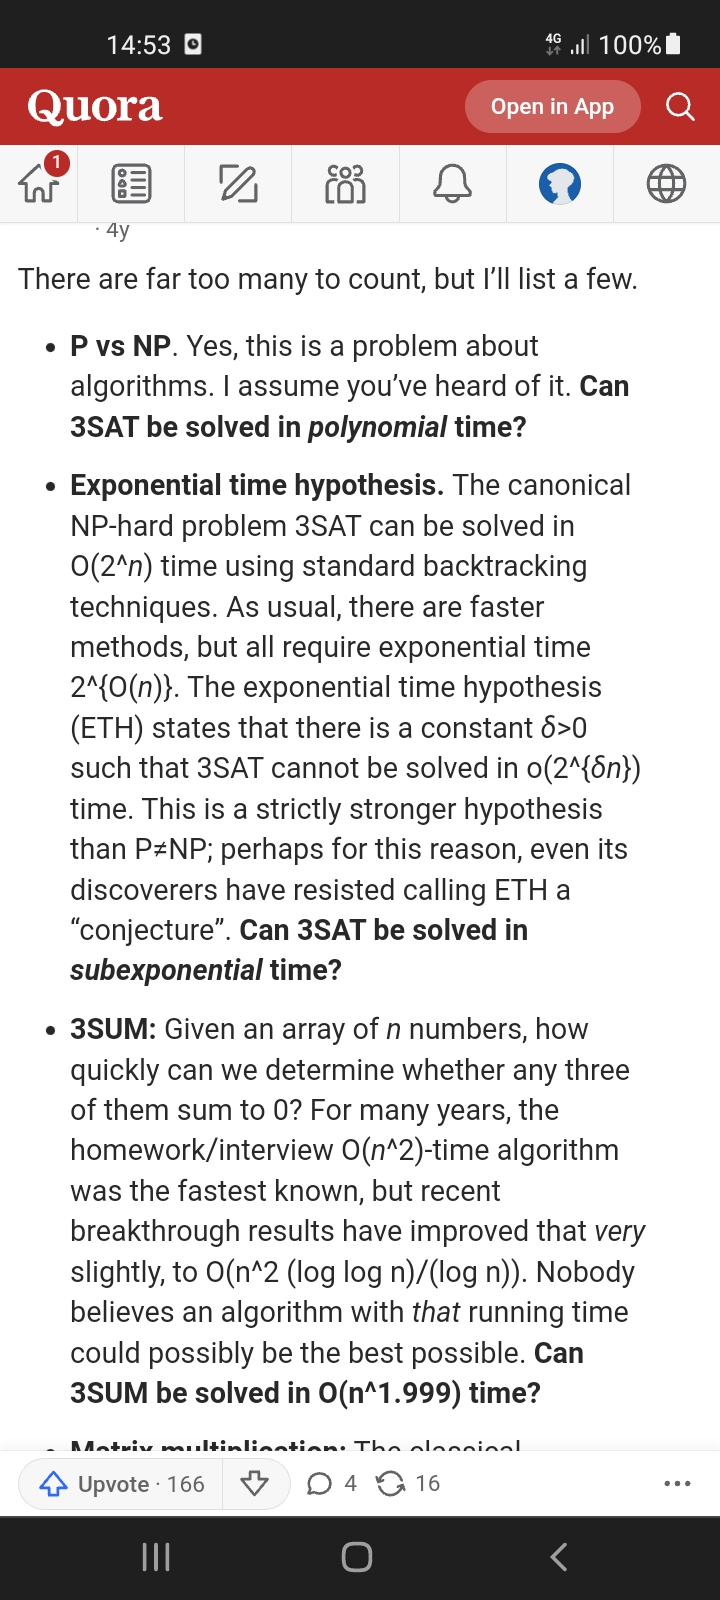 14:53
4G 100%
Quora
Open in App
1
· 4y
There are far too many to count, but I’ll list a few.
• P vs NP. Yes, this is a problem about
algorithms. I assume you’ve heard of it. Can
3SAT be solved in polynomial time?
• Exponential time hypothesis. The canonical
NP-hard problem 3SAT can be solved in
O(2^n) time using standard backtracking
techniques. As usual, there are faster
methods, but all require exponential time
2^{O(n)}. The exponential time hypothesis
(ETH) states that there is a constant δ>0
such that 3SAT cannot be solved in o(2^{δn})
time. This is a strictly stronger hypothesis
than P≠NP; perhaps for this reason, even its
discoverers have resisted calling ETH a
“conjecture”. Can 3SAT be solved in
subexponential time?
• 3SUM: Given an array of n numbers, how
quickly can we determine whether any three
of them sum to 0? For many years, the
homework/interview O(n^2)-time algorithm
was the fastest known, but recent
breakthrough results have improved that very
slightly, to O(n^2 (log log n)/(log n)). Nobody
believes an algorithm with that running time
could possibly be the best possible. Can
3SUM be solved in O(n^1.999) time?
• Matrix multiplication: The classical
Upvote · 166
4
16